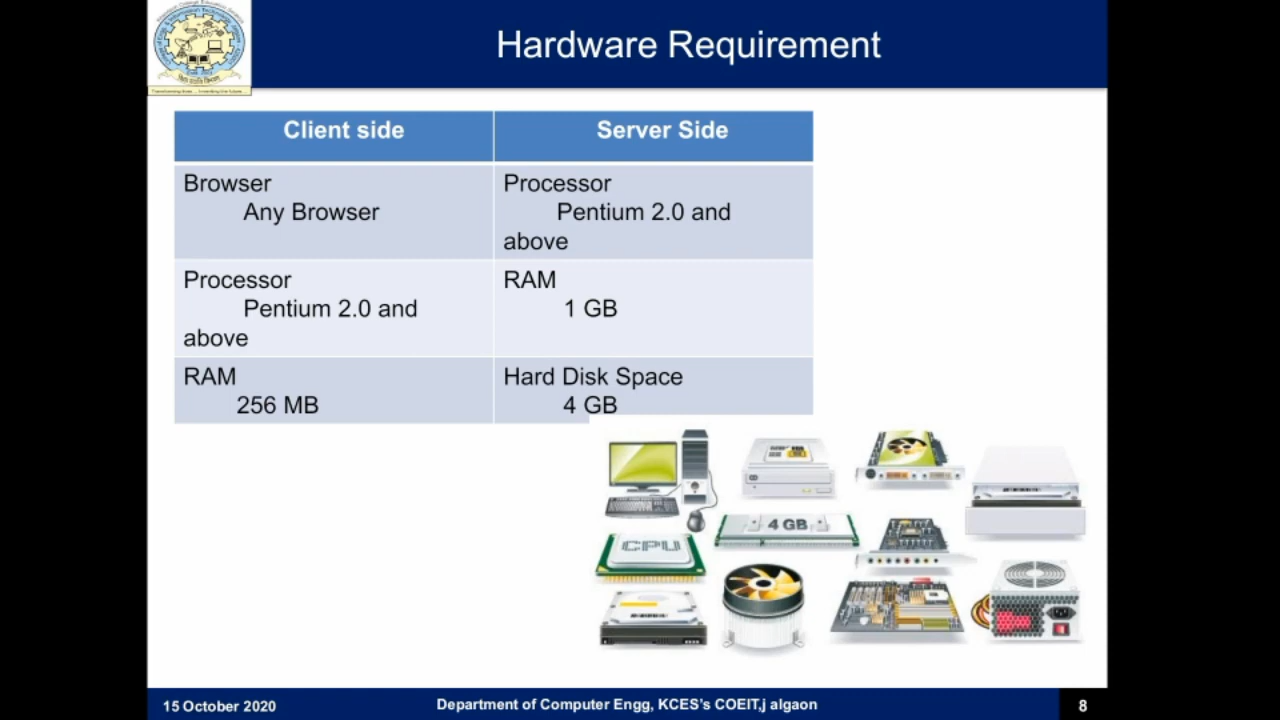 Hardware Requirement
Client side
Server Side
Browser
Any Browser
Processor
Pentium 2.0 and
above
Processor
Pentium 2.0 and
above
RAM
1 GB
RAM
256 MB
Hard Disk Space
4 GB
4 GB
CPU
15 October 2020
Department of Computer Engg, KCES's COEIT,j algaon
8